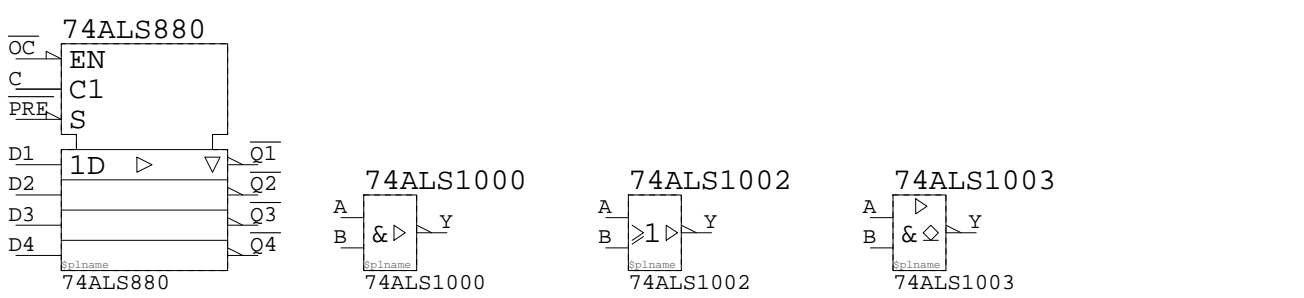 74ALS880
OC
EN
C
C1
PRE
S
D1
1D
Q1
D2
Q2
D3
Q3
D4
Q4
$plname
74ALS880
74ALS1000
A
B
&
Y
$plname
74ALS1000
74ALS1002
A
B
≥1
Y
$plname
74ALS1002
74ALS1003
A
B
&
Y
$plname
74ALS1003